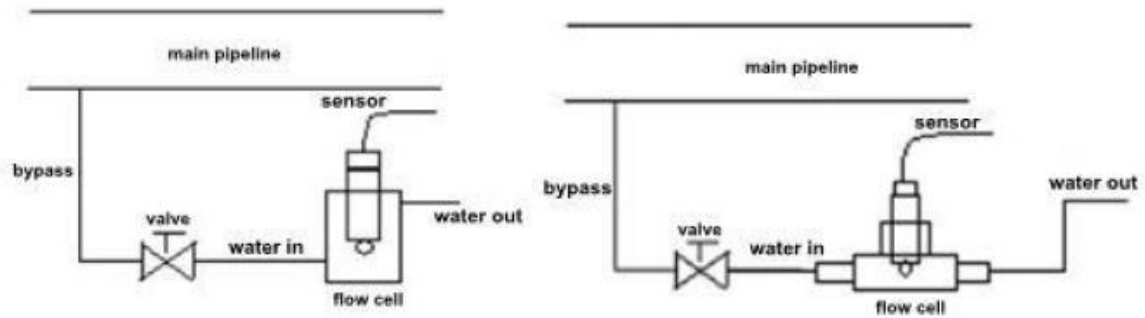 main pipeline
sensor
bypass
valve
water in
water out
flow cell
main pipeline
sensor
bypass
water out
valve
water in
flow cell